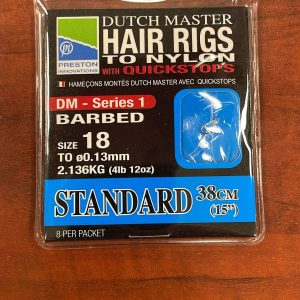 DUTCH MASTER
HAIR RIGS
TO NYLON
WITH QUICKSTOPS
PRESTON
INNOVATIONS
HAMEÇONS MONTÉS DUTCH MASTER AVEC QUICKSTOPS
DM - Series 1
BARBED
SIZE 18
TO ø0.13mm
2.136KG (4lb 12oz)
STANDARD 38CM
(15")
8-PER PACKET